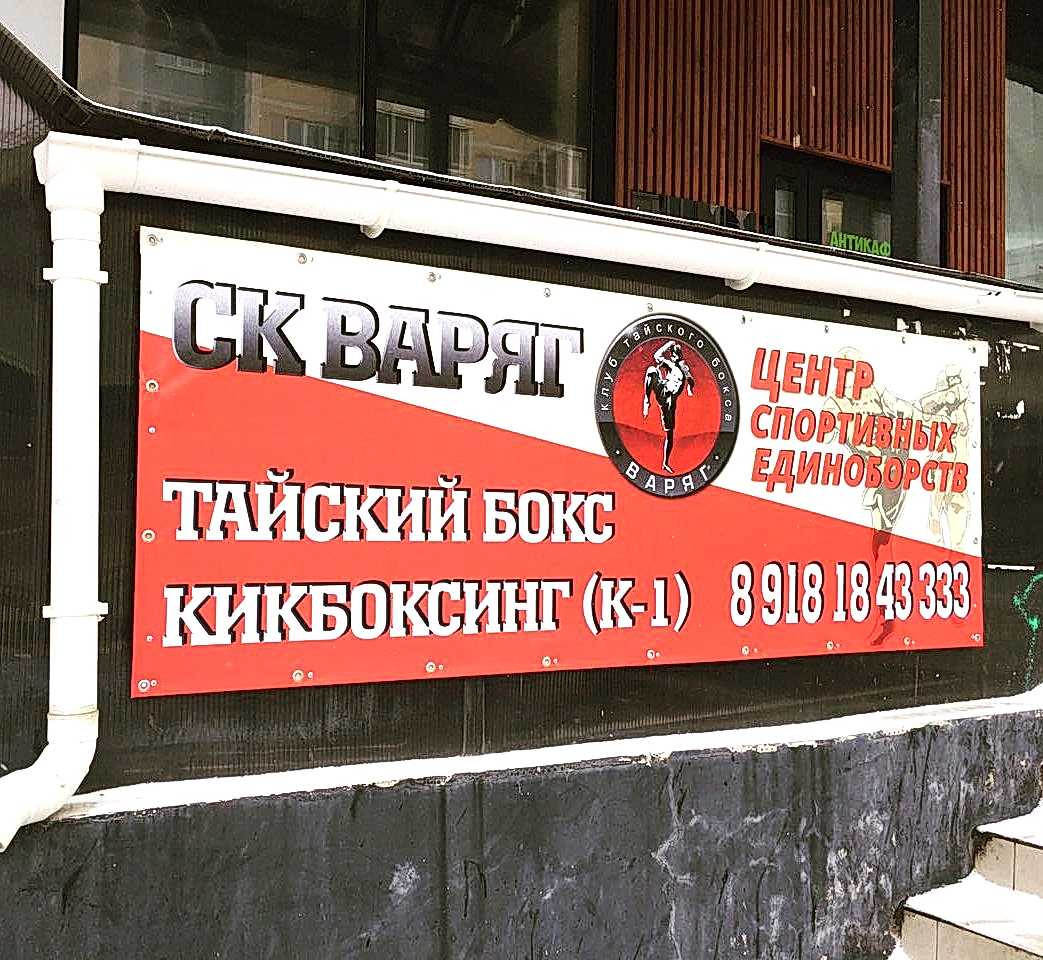 АНТИКАФ
СК ВАРЯГ
клуб тайского бокса
ВАРЯГ
ЦЕНТР
СПОРТИВНЫХ
ЕДИНОБОРСТВ
ТАЙСКИЙ БОКС
КИКБОКСИНГ (К-1)
8 918 18 43 333